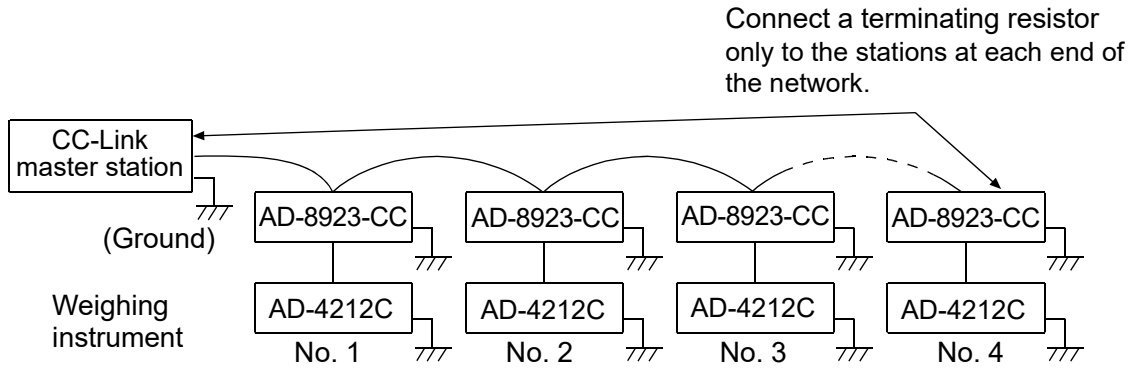 Connect a terminating resistor
only to the stations at each end of
the network.
CC-Link
master station
(Ground)
AD-8923-CC
AD-8923-CC
AD-8923-CC
AD-8923-CC
Weighing
instrument
AD-4212C
AD-4212C
AD-4212C
AD-4212C
No. 1
No. 2
No. 3
No. 4